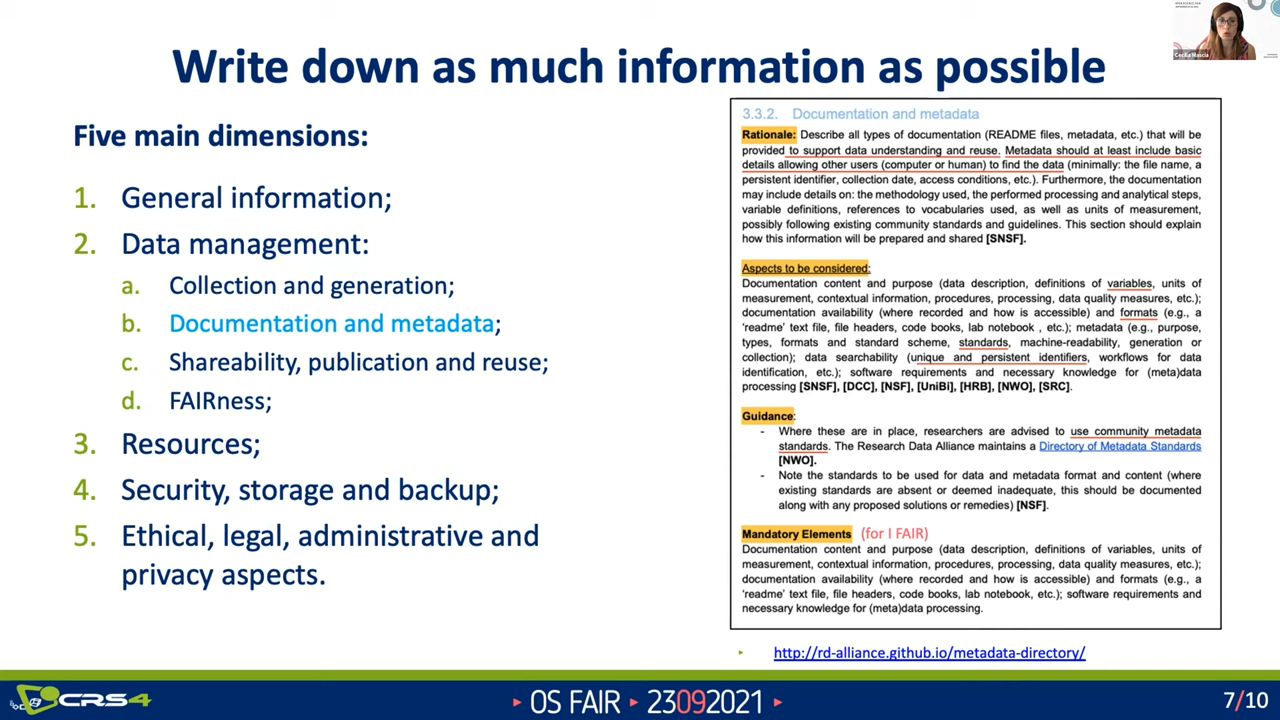 Write down as much information as possible
Five main dimensions:
1. General information;
2. Data management:
a. Collection and generation;
b. Documentation and metadata;
c. Shareability, publication and reuse;
d. FAIRness;
3. Resources;
4. Security, storage and backup;
5. Ethical, legal, administrative and
privacy aspects.
3.3.2. Documentation and metadata
Rationale: Describe all types of documentation (README files, metadata, etc.) that will be
provided to support data understanding and reuse. Metadata should at least include basic
details allowing other users (computer or human) to find the data (minimally: the file name, a
persistent identifier, collection date, access conditions, etc.). Furthermore, the documentation
may include details on: the methodology used, the performed processing and analytical steps,
variable definitions, references to vocabularies used, as well as units of measurement,
possibly following existing community standards and guidelines. This section should explain
how this information will be prepared and shared [SNSF].
Aspects to be considered:
Documentation content and purpose (data description, definitions of variables, units of
measurement, contextual information, procedures, processing, data quality measures, etc.);
documentation availability (where recorded and how is accessible) and formats (e.g., a
‘readme’ text file, file headers, code books, lab notebook , etc.); metadata (e.g., purpose,
types, formats and standard scheme, standards, machine-readability, generation or
collection); data searchability (unique and persistent identifiers, workflows for data
identification, etc.); software requirements and necessary knowledge for (meta)data
processing [SNSF], [DCC], [NSF], [UniBi], [HRB], [NWO], [SRC].
Guidance:
- Where these are in place, researchers are advised to use community metadata
standards. The Research Data Alliance maintains a Directory of Metadata Standards
[NWO].
- Note the standards to be used for data and metadata format and content (where
existing standards are absent or deemed inadequate, this should be documented
along with any proposed solutions or remedies) [NSF].
Mandatory Elements (for I FAIR)
Documentation content and purpose (data description, definitions of variables, units of
measurement, contextual information, procedures, processing, data quality measures, etc.);
documentation availability (where recorded and how is accessible) and formats (e.g., a
‘readme’ text file, file headers, code books, lab notebook, etc.); software requirements and
necessary knowledge for (meta)data processing.
http://rd-alliance.github.io/metadata-directory/
CRS4
OS FAIR 23092021
7/10
Cecilia Mascia